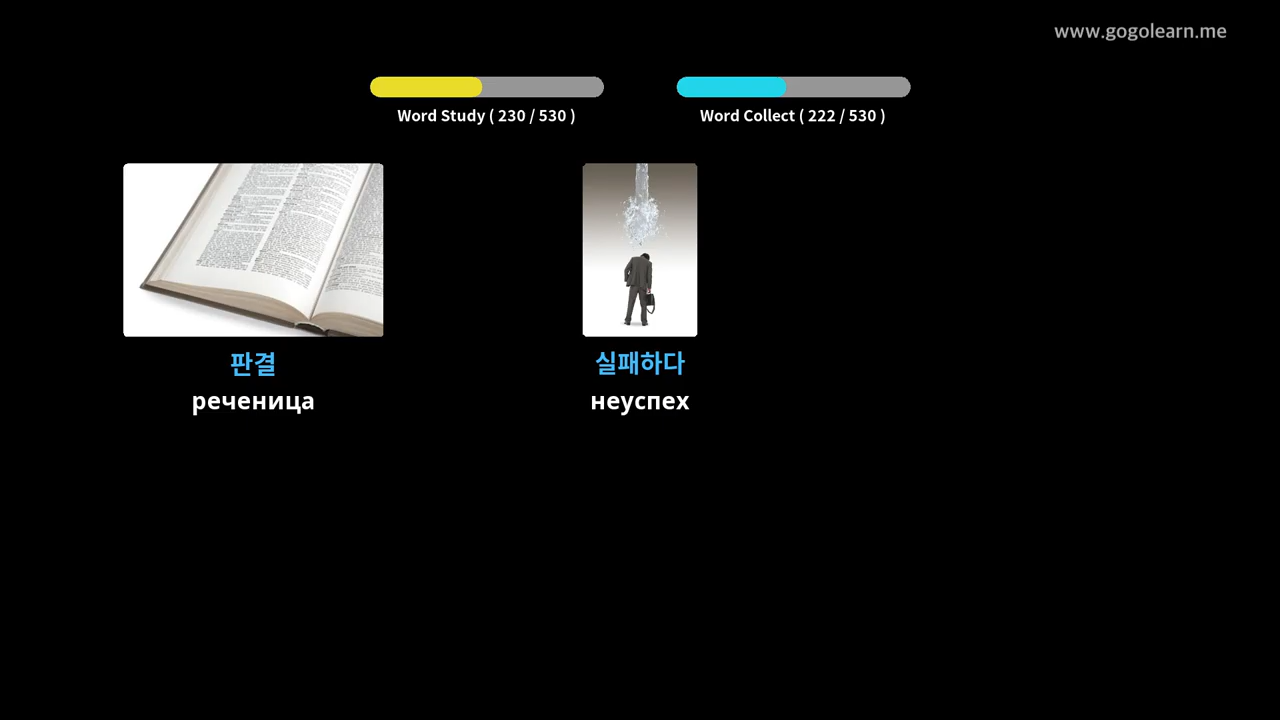 www.gogolearn.me
Word Study ( 230 / 530 )
Word Collect ( 222 / 530 )
판결
реченица
실패하다
неуспех